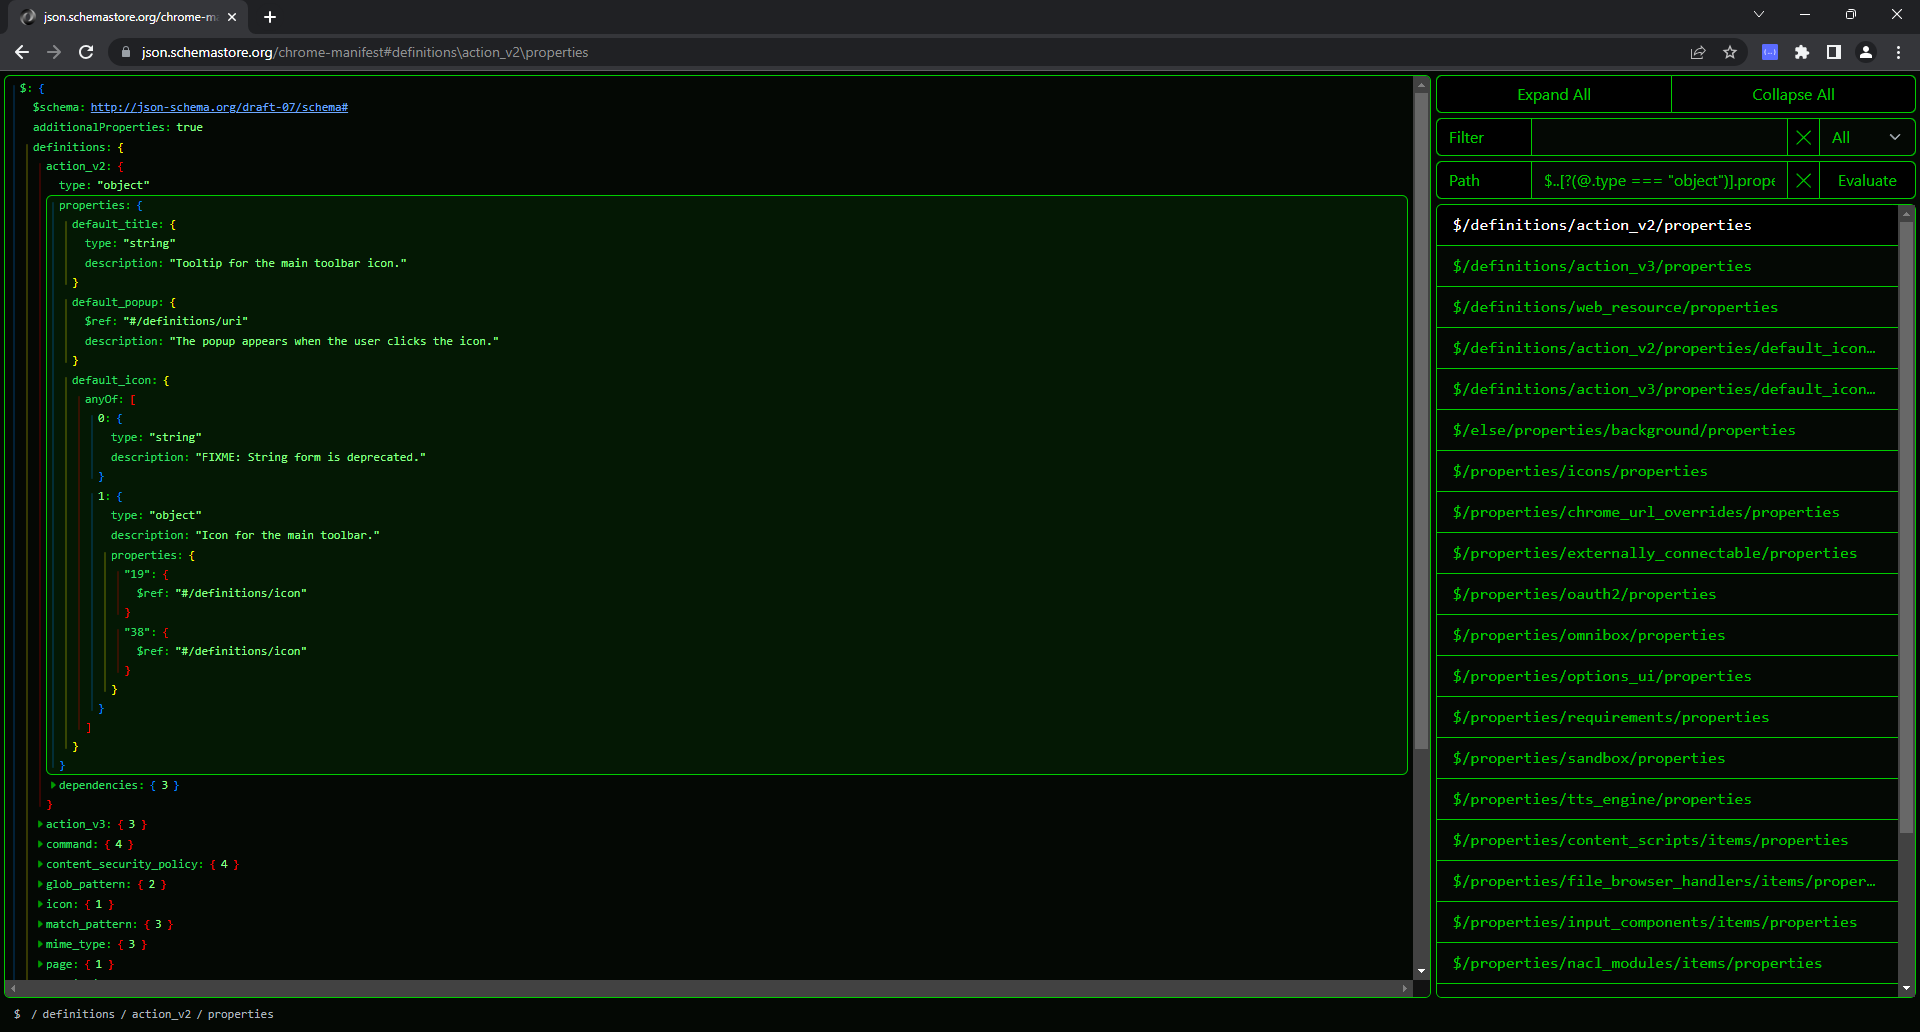 json.schemastore.org/chrome-m
json.schemastore.org/chrome-manifest#definitions\action_v2\properties
$: {
$schema: http://json-schema.org/draft-07/schema#
additionalProperties: true
definitions: {
action_v2: {
type: "object"
properties: {
default_title: {
type: "string"
description: "Tooltip for the main toolbar icon."
}
default_popup: {
$ref: "#/definitions/uri"
description: "The popup appears when the user clicks the icon."
}
default_icon: {
anyOf: [
0: {
type: "string"
description: "FIXME: String form is deprecated."
}
1: {
type: "object"
description: "Icon for the main toolbar."
properties: {
"19": {
$ref: "#/definitions/icon"
}
"38": {
$ref: "#/definitions/icon"
}
}
}
]
}
}
dependencies: { 3 }
}
action_v3: { 3 }
command: { 4 }
content_security_policy: { 4 }
glob_pattern: { 2 }
icon: { 1 }
match_pattern: { 3 }
mime_type: { 3 }
page: { 1 }
$ / definitions / action_v2 / properties
Expand All Collapse All
Filter All
Path $..[?(@.type === "object")].prope Evaluate
$/definitions/action_v2/properties
$/definitions/action_v3/properties
$/definitions/web_resource/properties
$/definitions/action_v2/properties/default_icon…
$/definitions/action_v3/properties/default_icon…
$/else/properties/background/properties
$/properties/icons/properties
$/properties/chrome_url_overrides/properties
$/properties/externally_connectable/properties
$/properties/oauth2/properties
$/properties/omnibox/properties
$/properties/options_ui/properties
$/properties/requirements/properties
$/properties/sandbox/properties
$/properties/tts_engine/properties
$/properties/content_scripts/items/properties
$/properties/file_browser_handlers/items/proper…
$/properties/input_components/items/properties
$/properties/nacl_modules/items/properties